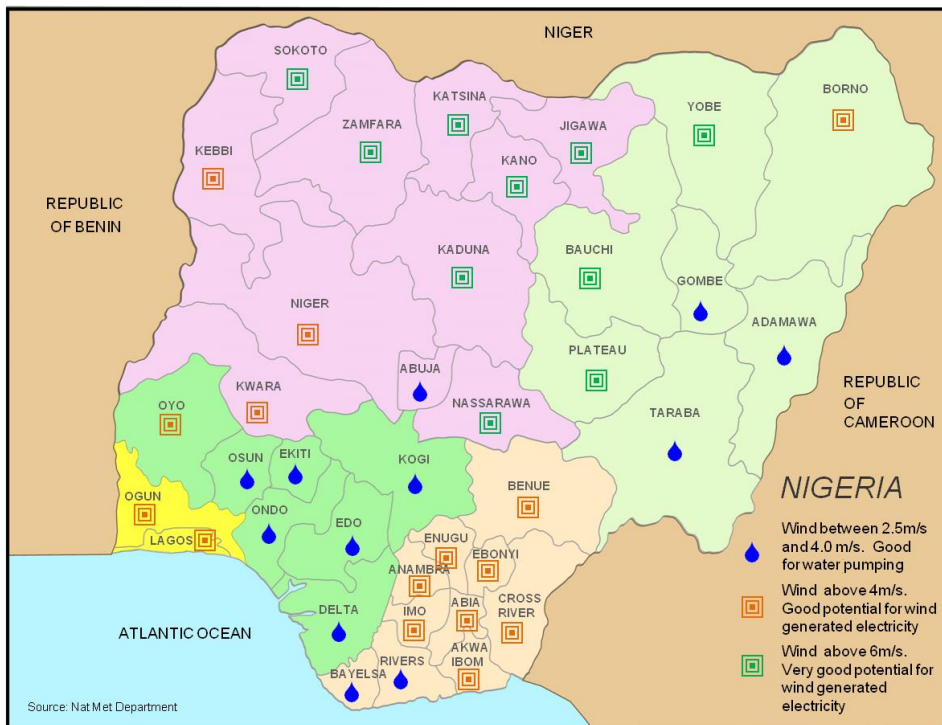 NIGER
SOKOTO
KATSINA
BORNO
YOBE
ZAMFARA
JIGAWA
KEBBI
KANO
REPUBLIC
OF BENIN
KADUNA
BAUCHI
GOMBE
NIGER
ADAMAWA
PLATEAU
ABUJA
KWARA
NASSARAWA
REPUBLIC
OF
CAMEROON
OYO
TARABA
OSUN
EKITI
KOGI
BENUE
NIGERIA
OGUN
ONDO
EDO
LAGOS
ENUGU
EBONYI
ANAMBRA
Wind between 2.5m/s
and 4.0 m/s. Good
for water pumping
CROSS
RIVER
ABIA
IMO
DELTA
Wind above 4m/s.
Good potential for wind
generated electricity
ATLANTIC OCEAN
AKWA
IBOM
RIVERS
BAYELSA
Wind above 6m/s.
Very good potential for
wind generated
electricity
Source: Nat Met Department